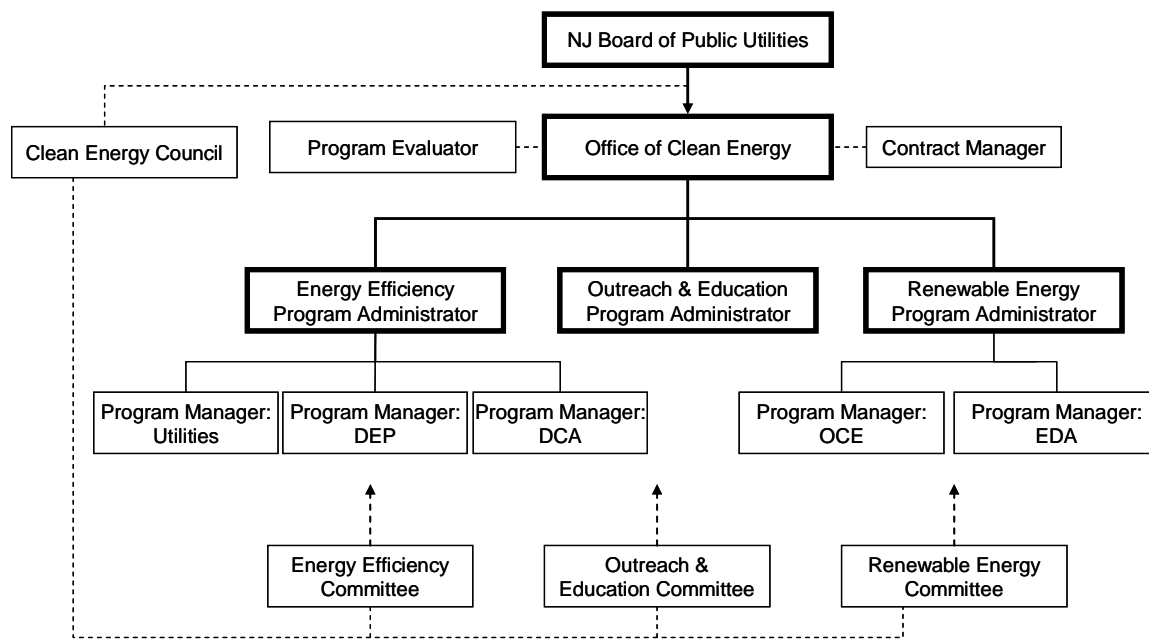 NJ Board of Public Utilities
Clean Energy Council
Program Evaluator
Office of Clean Energy
Contract Manager
Energy Efficiency
Program Administrator
Outreach & Education
Program Administrator
Renewable Energy
Program Administrator
Program Manager:
Utilities
Program Manager:
DEP
Program Manager:
DCA
Program Manager:
OCE
Program Manager:
EDA
Energy Efficiency
Committee
Outreach &
Education Committee
Renewable Energy
Committee